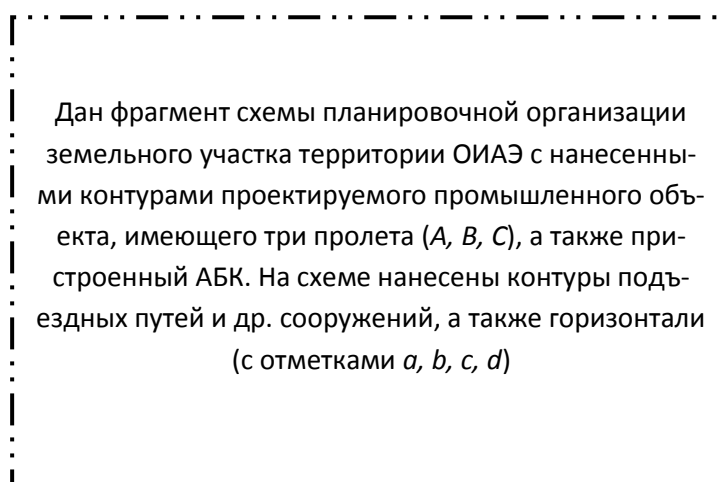 Дан фрагмент схемы планировочной организации
земельного участка территории ОИАЭ с нанесенны-
ми контурами проектируемого промышленного объ-
екта, имеющего три пролета (A, B, C), а также при-
строенный АБК. На схеме нанесены контуры подъ-
ездных путей и др. сооружений, а также горизонтали
(с отметками a, b, c, d)